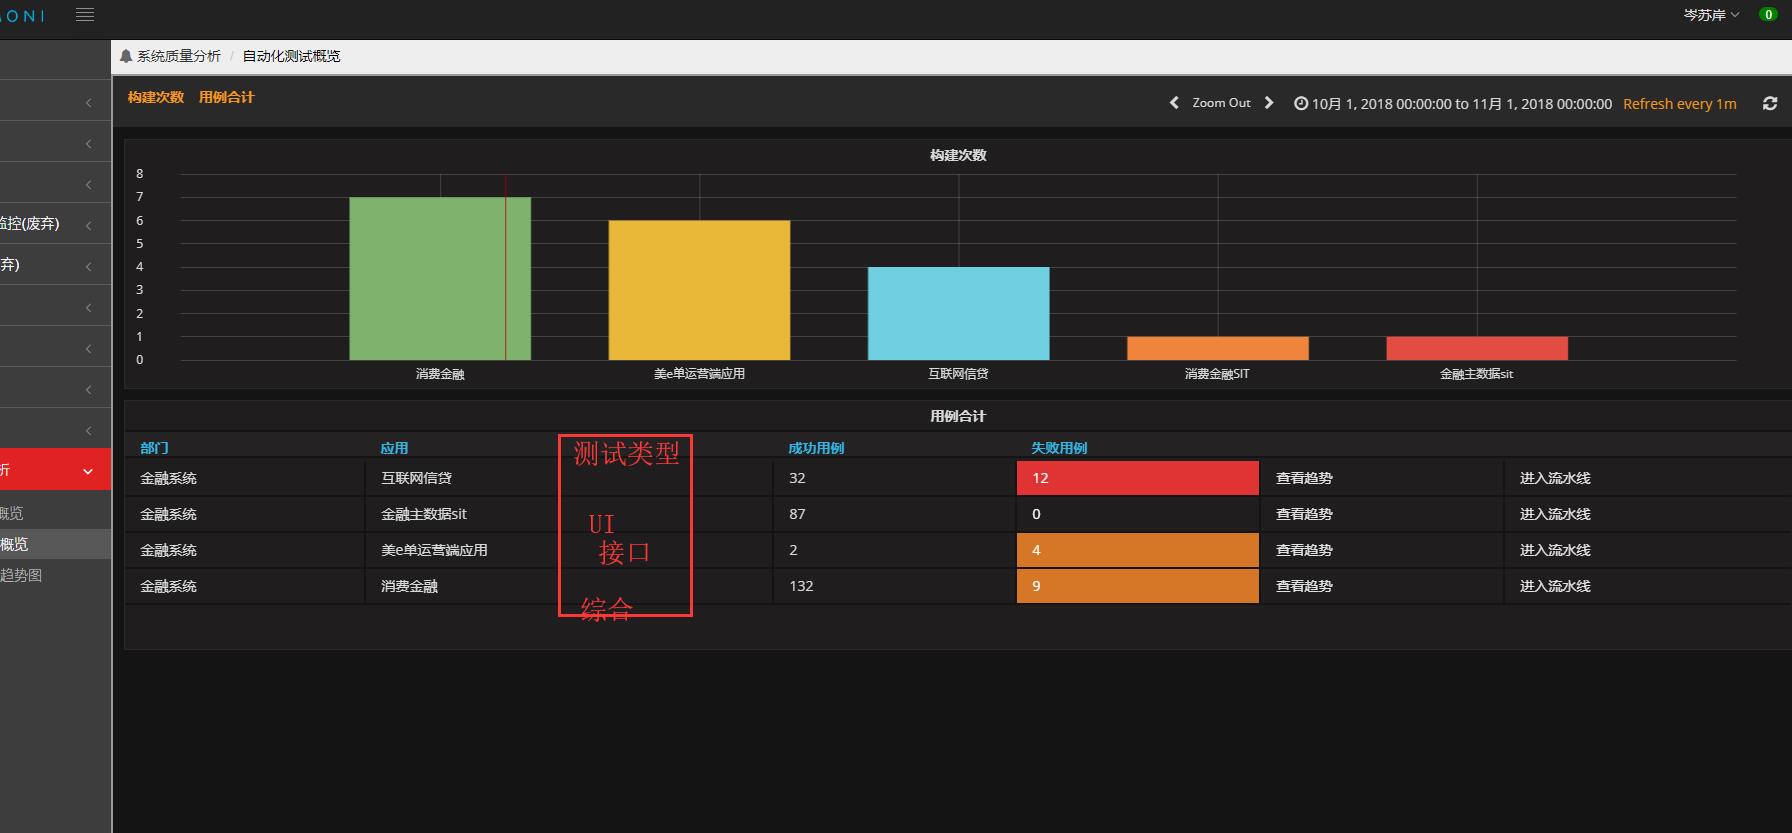 ONI
岑苏岸
0
系统质量分析 / 自动化测试概览
构建次数 用例合计
Zoom Out
10月 1, 2018 00:00:00 to 11月 1, 2018 00:00:00
Refresh every 1m
监控(废弃)
弃)
析
概览
概览
趋势图
构建次数
8
7
6
5
4
3
2
1
0
消费金融 美e单运营端应用 互联网信贷 消费金融SIT 金融主数据sit
用例合计
部门 应用 测试类型 成功用例 失败用例
金融系统 互联网信贷 32 12 查看趋势 进入流水线
金融系统 金融主数据sit UI 87 0 查看趋势 进入流水线
金融系统 美e单运营端应用 接口 2 4 查看趋势 进入流水线
金融系统 消费金融 132 9 查看趋势 进入流水线
综合